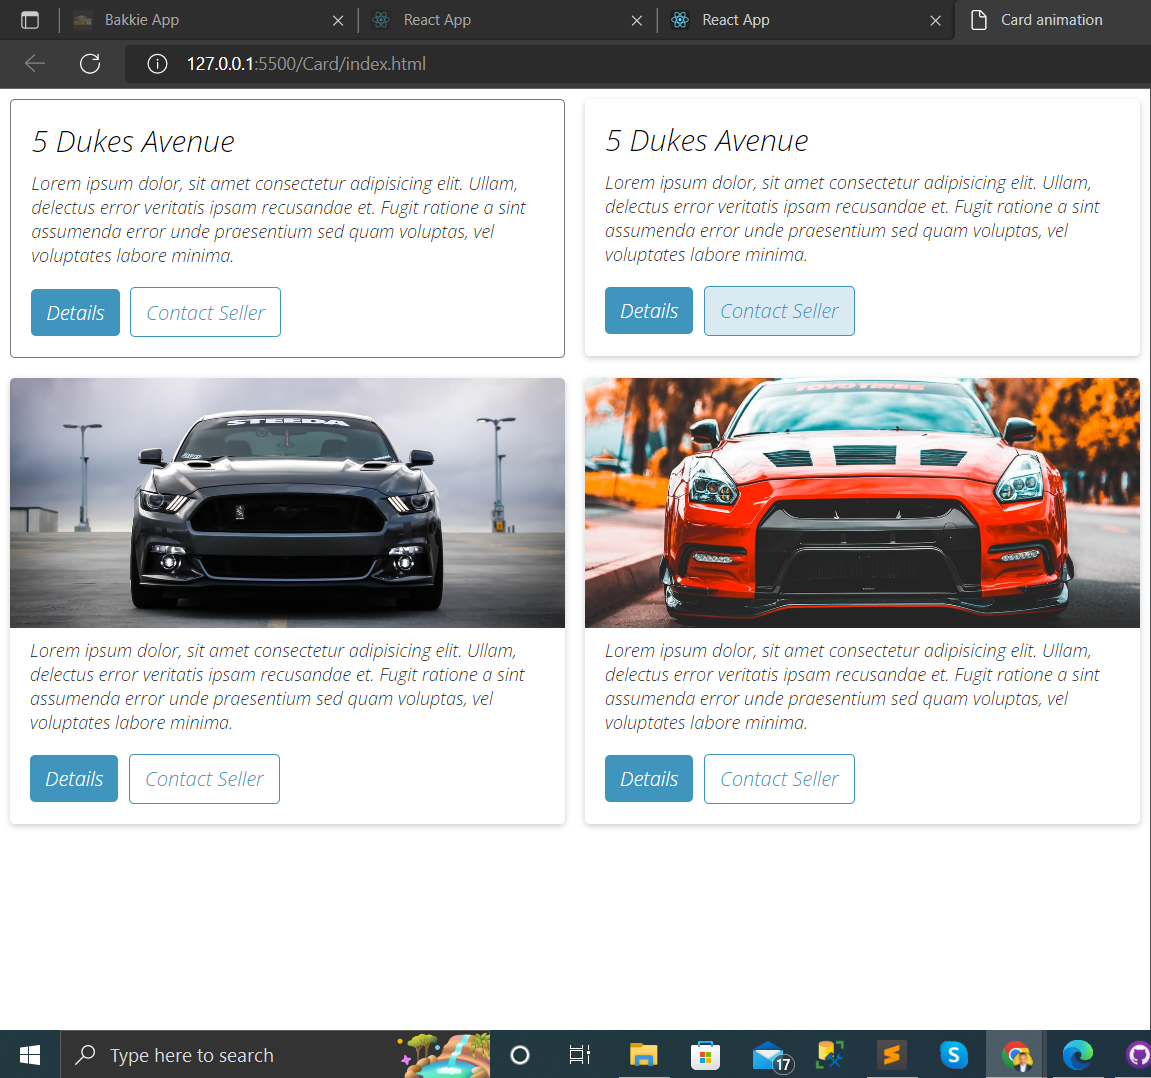 Bakkie App
React App
React App
Card animation
127.0.0.1:5500/Card/index.html
5 Dukes Avenue
Lorem ipsum dolor, sit amet consectetur adipisicing elit. Ullam,
delectus error veritatis ipsam recusandae et. Fugit ratione a sint
assumenda error unde praesentium sed quam voluptas, vel
voluptates labore minima.
Details
Contact Seller
5 Dukes Avenue
Lorem ipsum dolor, sit amet consectetur adipisicing elit. Ullam,
delectus error veritatis ipsam recusandae et. Fugit ratione a sint
assumenda error unde praesentium sed quam voluptas, vel
voluptates labore minima.
Details
Contact Seller
STEEDA
Lorem ipsum dolor, sit amet consectetur adipisicing elit. Ullam,
delectus error veritatis ipsam recusandae et. Fugit ratione a sint
assumenda error unde praesentium sed quam voluptas, vel
voluptates labore minima.
Details
Contact Seller
TOYO TIRES
Lorem ipsum dolor, sit amet consectetur adipisicing elit. Ullam,
delectus error veritatis ipsam recusandae et. Fugit ratione a sint
assumenda error unde praesentium sed quam voluptas, vel
voluptates labore minima.
Details
Contact Seller
Type here to search
17